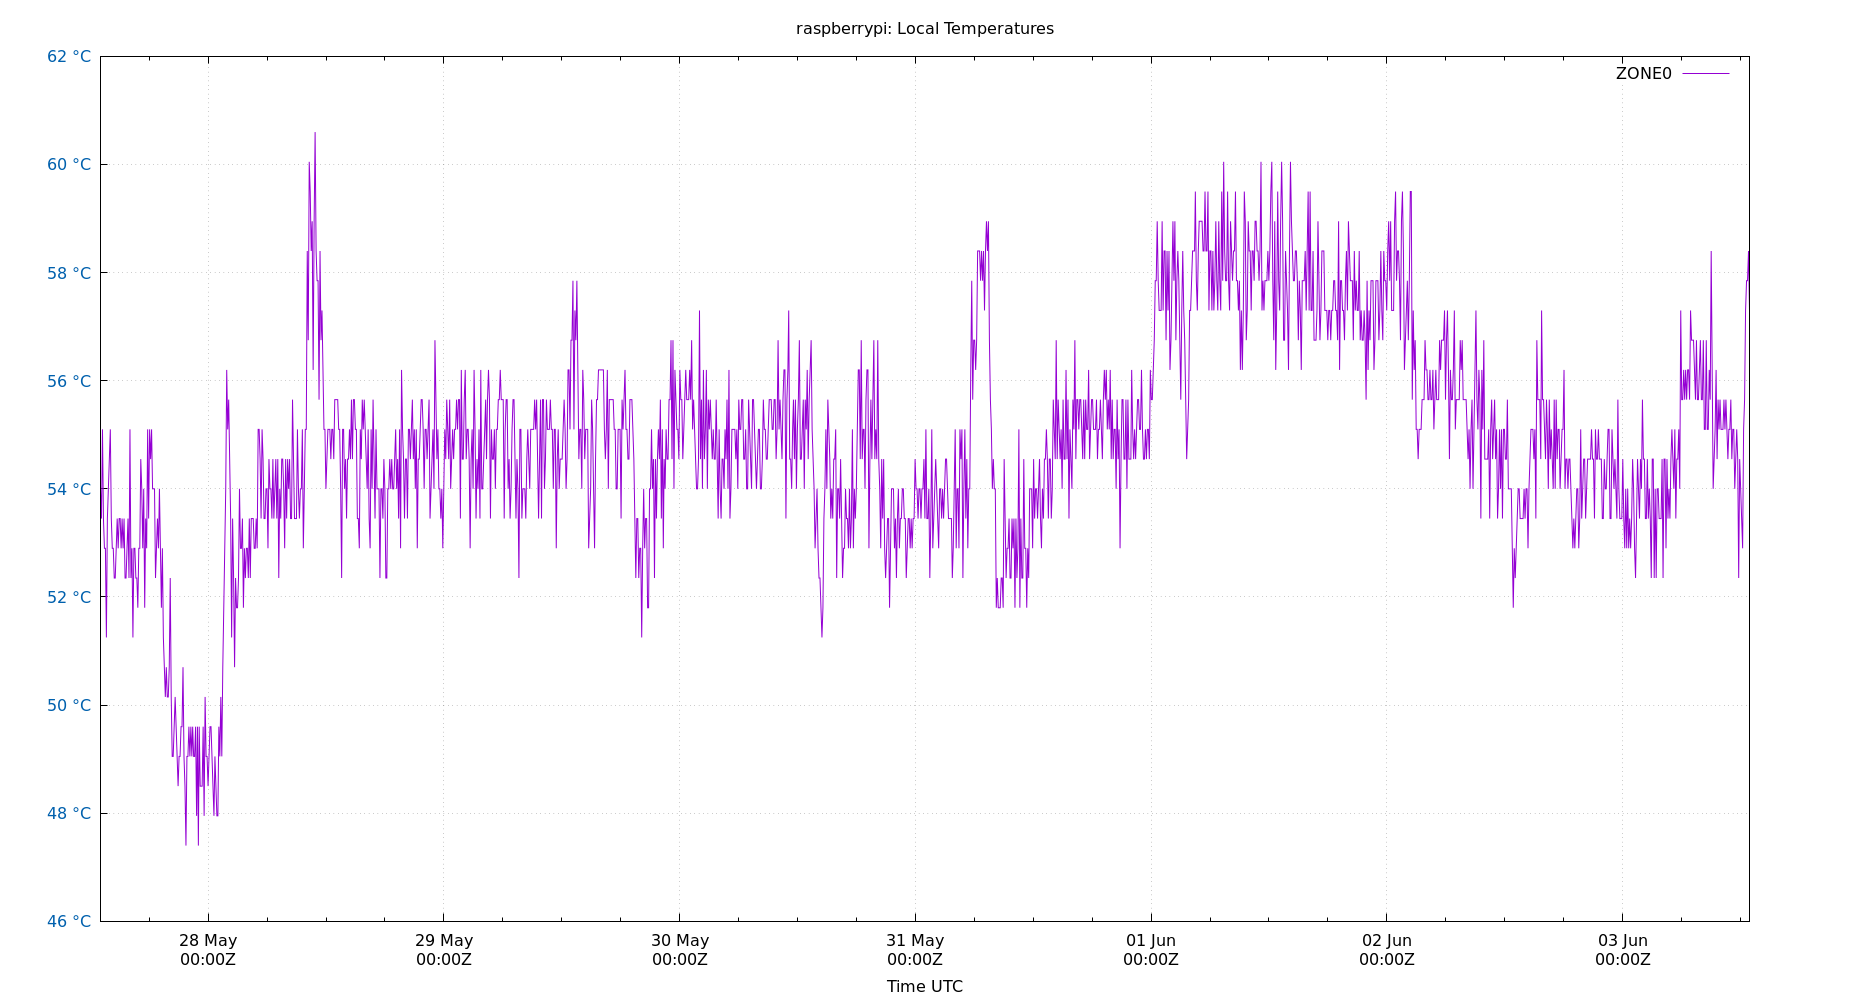 raspberrypi: Local Temperatures
62 °C
ZONE0
60 °C
58 °C
56 °C
54 °C
52 °C
50 °C
48 °C
46 °C
28 May 29 May 30 May 31 May 01 Jun 02 Jun 03 Jun
00:00Z 00:00Z 00:00Z 00:00Z 00:00Z 00:00Z 00:00Z
Time UTC